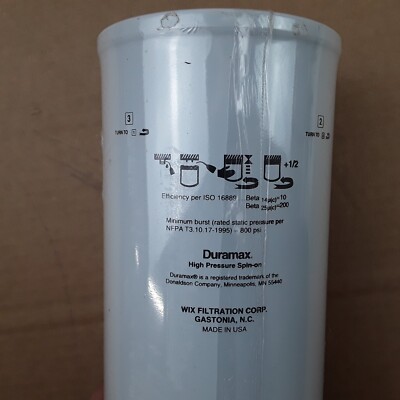 3
TURN TO
2
TURN TO
+1/2
Efficiency per ISO 16889 Beta =10
Beta =200
Minimum burst (rated static pressure per
NFPA T3.10.17-1995) - 800 psi
Duramax.
High Pressure Spin-on
Duramax® is a registered trademark of the
Donaldson Company, Minneapolis, MN 55440
WIX FILTRATION CORP.
GASTONIA, N.C.
MADE IN USA